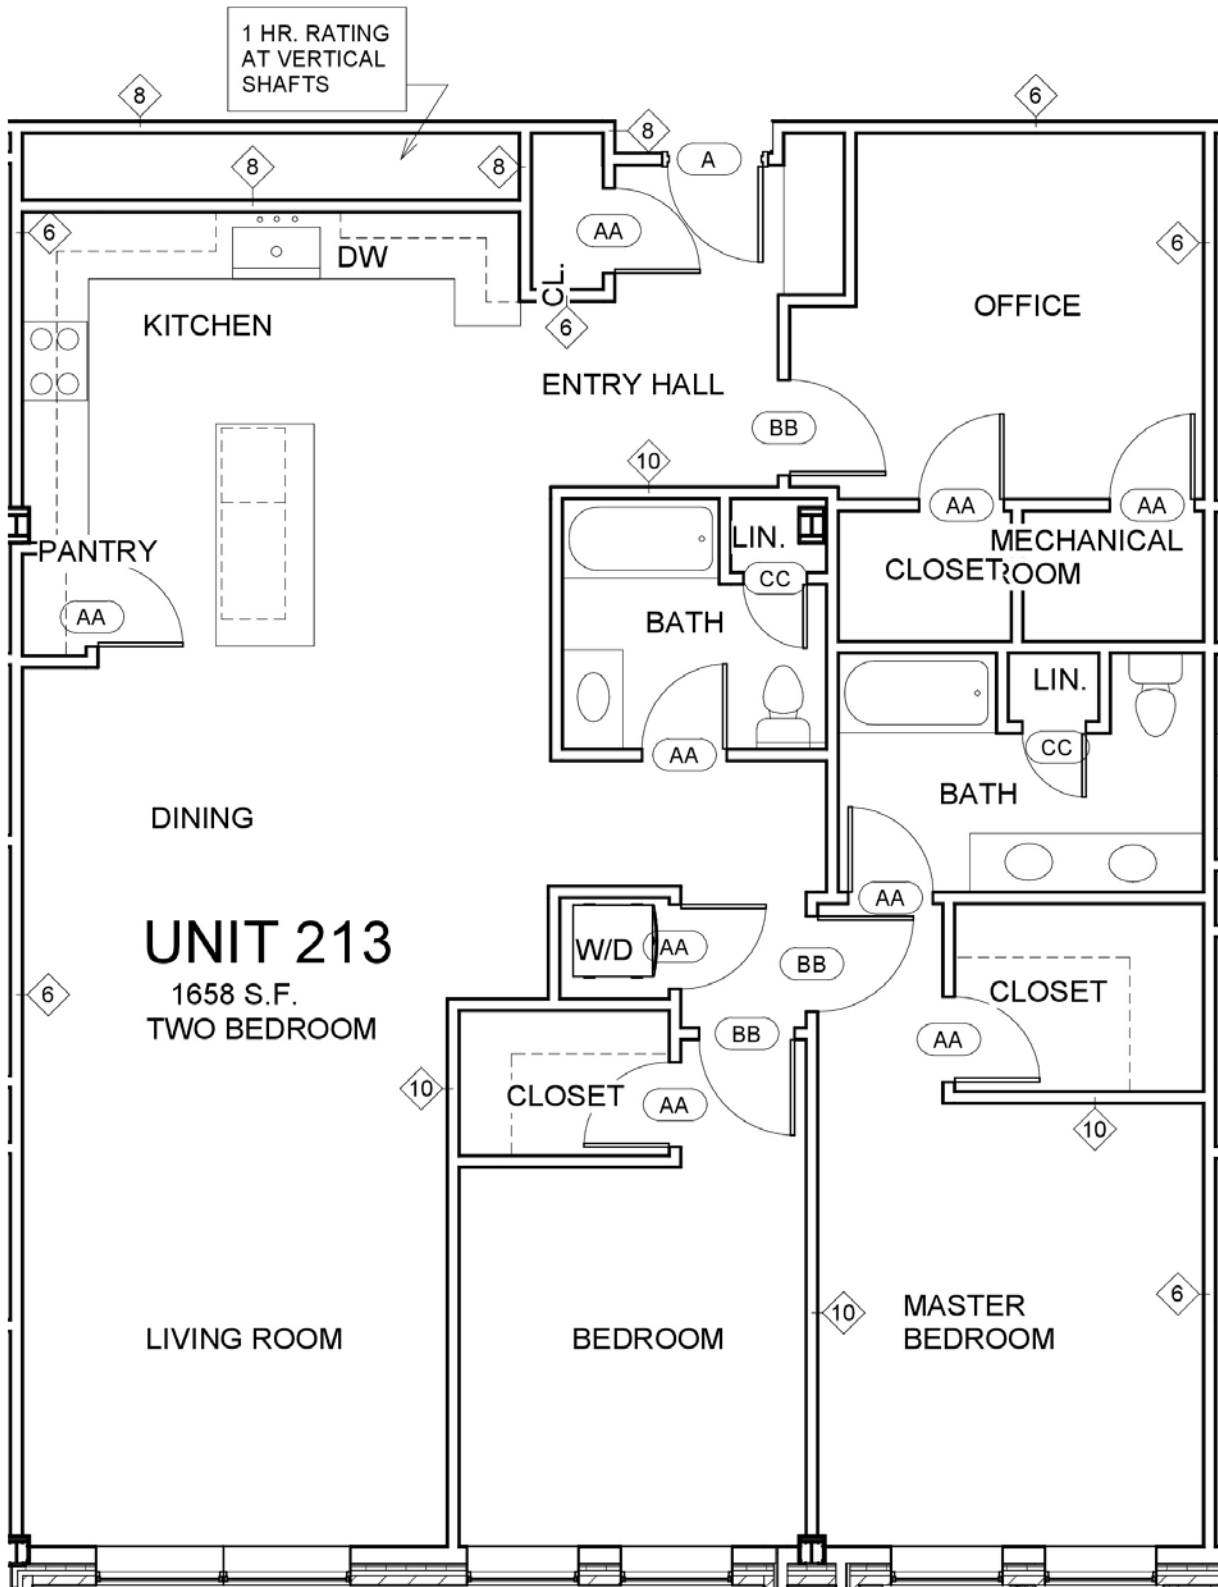 1 HR. RATING
AT VERTICAL
SHAFTS
8
6
8
A
8
8
6
AA
6
DW
CL.
OFFICE
KITCHEN
6
ENTRY HALL
BB
10
AA
AA
LIN.
MECHANICAL
ROOM
CLOSET
PANTRY
CC
AA
BATH
LIN.
AA
CC
BATH
DINING
AA
UNIT 213
1658 S.F.
TWO BEDROOM
W/D
AA
BB
6
CLOSET
BB
AA
10
CLOSET
AA
10
6
10
MASTER
BEDROOM
LIVING ROOM
BEDROOM